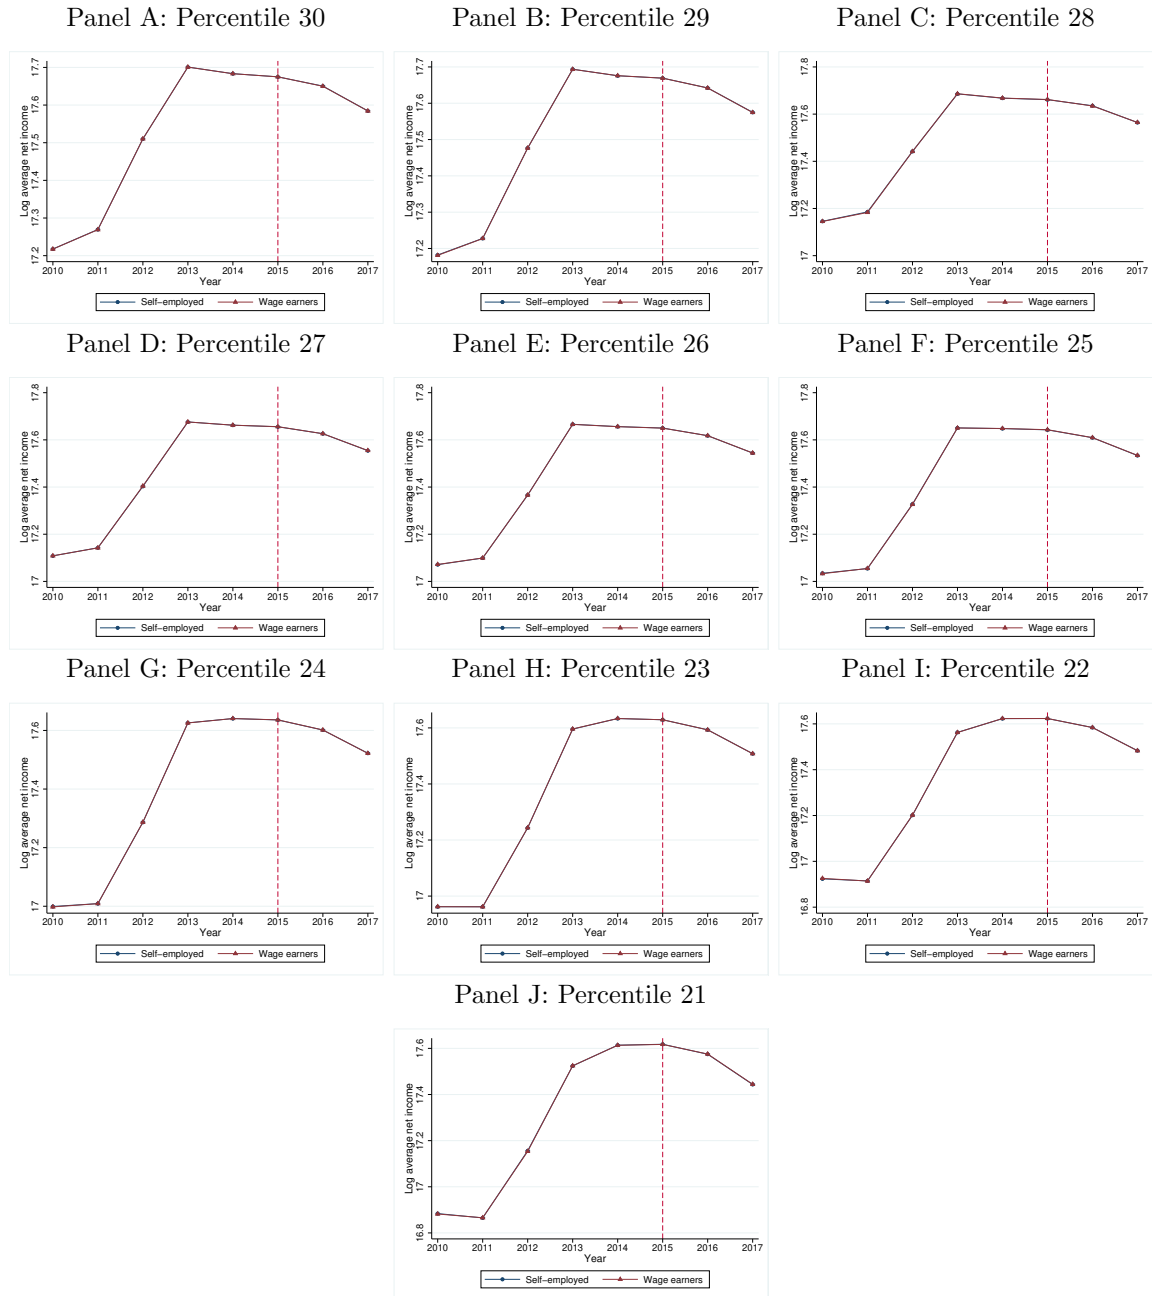 Panel A: Percentile 30
Log average net income
17.7
17.6
17.5
17.4
17.3
17.2
2010 2011 2012 2013 2014 2015 2016 2017
Year
Self−employed Wage earners
Panel B: Percentile 29
Log average net income
17.7
17.6
17.5
17.4
17.3
17.2
2010 2011 2012 2013 2014 2015 2016 2017
Year
Self−employed Wage earners
Panel C: Percentile 28
Log average net income
17.8
17.6
17.4
17.2
17
2010 2011 2012 2013 2014 2015 2016 2017
Year
Self−employed Wage earners
Panel D: Percentile 27
Log average net income
17.8
17.6
17.4
17.2
17
2010 2011 2012 2013 2014 2015 2016 2017
Year
Self−employed Wage earners
Panel E: Percentile 26
Log average net income
17.8
17.6
17.4
17.2
17
2010 2011 2012 2013 2014 2015 2016 2017
Year
Self−employed Wage earners
Panel F: Percentile 25
Log average net income
17.8
17.6
17.4
17.2
17
2010 2011 2012 2013 2014 2015 2016 2017
Year
Self−employed Wage earners
Panel G: Percentile 24
Log average net income
17.6
17.4
17.2
17
2010 2011 2012 2013 2014 2015 2016 2017
Year
Self−employed Wage earners
Panel H: Percentile 23
Log average net income
17.6
17.4
17.2
17
2010 2011 2012 2013 2014 2015 2016 2017
Year
Self−employed Wage earners
Panel I: Percentile 22
Log average net income
17.6
17.4
17.2
17
16.8
2010 2011 2012 2013 2014 2015 2016 2017
Year
Self−employed Wage earners
Panel J: Percentile 21
Log average net income
17.6
17.4
17.2
17
16.8
2010 2011 2012 2013 2014 2015 2016 2017
Year
Self−employed Wage earners